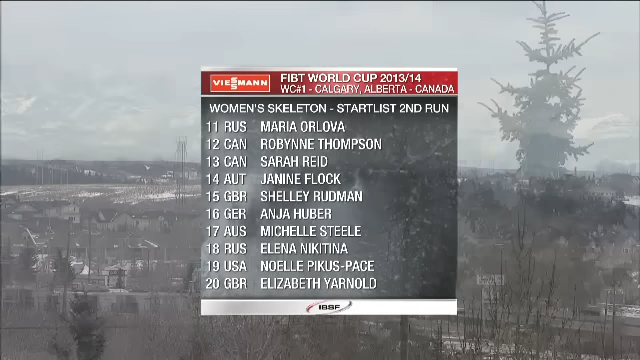 VIESSMANN
FIBT WORLD CUP 2013/14
WC#1 - CALGARY, ALBERTA - CANADA
WOMEN'S SKELETON - STARTLIST 2ND RUN
11 RUS MARIA ORLOVA
12 CAN ROBYNNE THOMPSON
13 CAN SARAH REID
14 AUT JANINE FLOCK
15 GBR SHELLEY RUDMAN
16 GER ANJA HUBER
17 AUS MICHELLE STEELE
18 RUS ELENA NIKITINA
19 USA NOELLE PIKUS-PACE
20 GBR ELIZABETH YARNOLD
IBSF